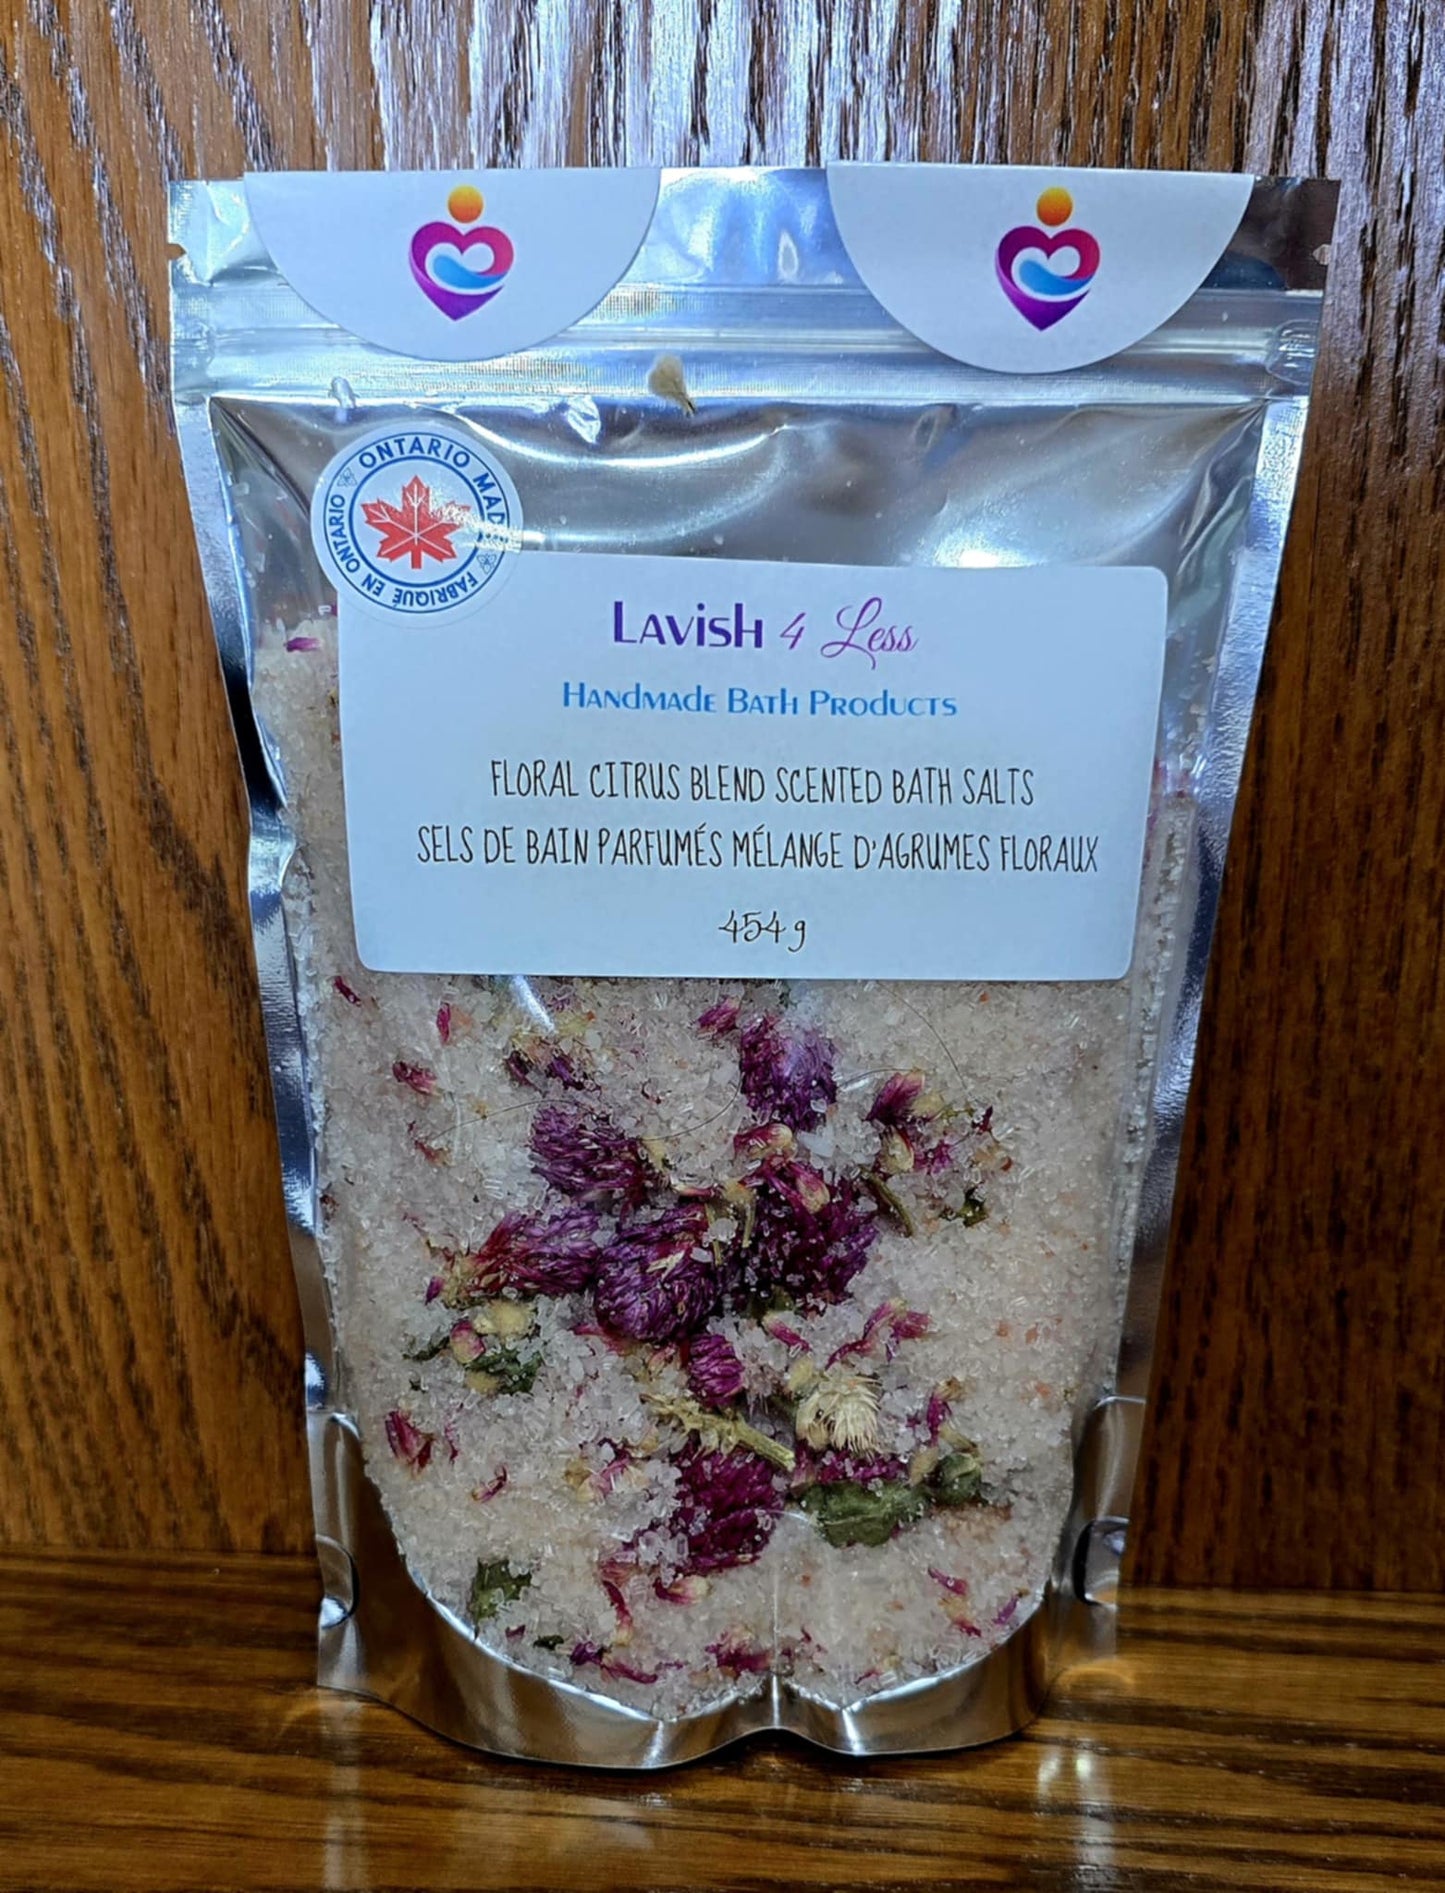 ONTARIO MADE
FABRIQUÉ EN ONTARIO
Lavish 4 Less
Handmade Bath Products
FLORAL CITRUS BLEND SCENTED BATH SALTS
SELS DE BAIN PARFUMÉS MÉLANGE D'AGRUMES FLORAUX
454 g